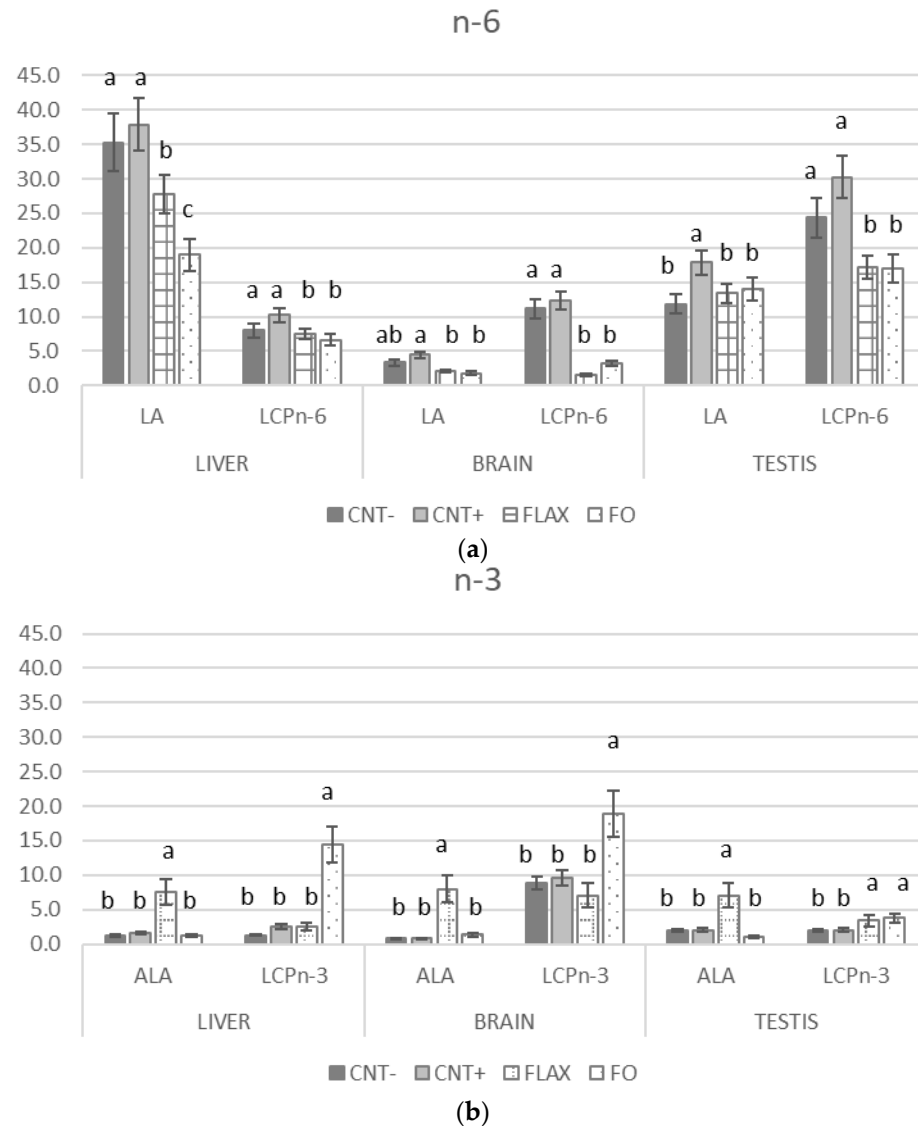 n-6
45.0
40.0
35.0
30.0
25.0
20.0
15.0
10.0
5.0
0.0
a a b c a a b b ab a b b a a b b b a b b a a b b
LA LCPn-6 LA LCPn-6 LA LCPn-6
LIVER BRAIN TESTIS
CNT- CNT+ FLAX FO
(a)
n-3
45.0
40.0
35.0
30.0
25.0
20.0
15.0
10.0
5.0
0.0
b b a b b b b a b b a b b b b a b b a b b b a a
ALA LCPn-3 ALA LCPn-3 ALA LCPn-3
LIVER BRAIN TESTIS
CNT- CNT+ FLAX FO
(b)